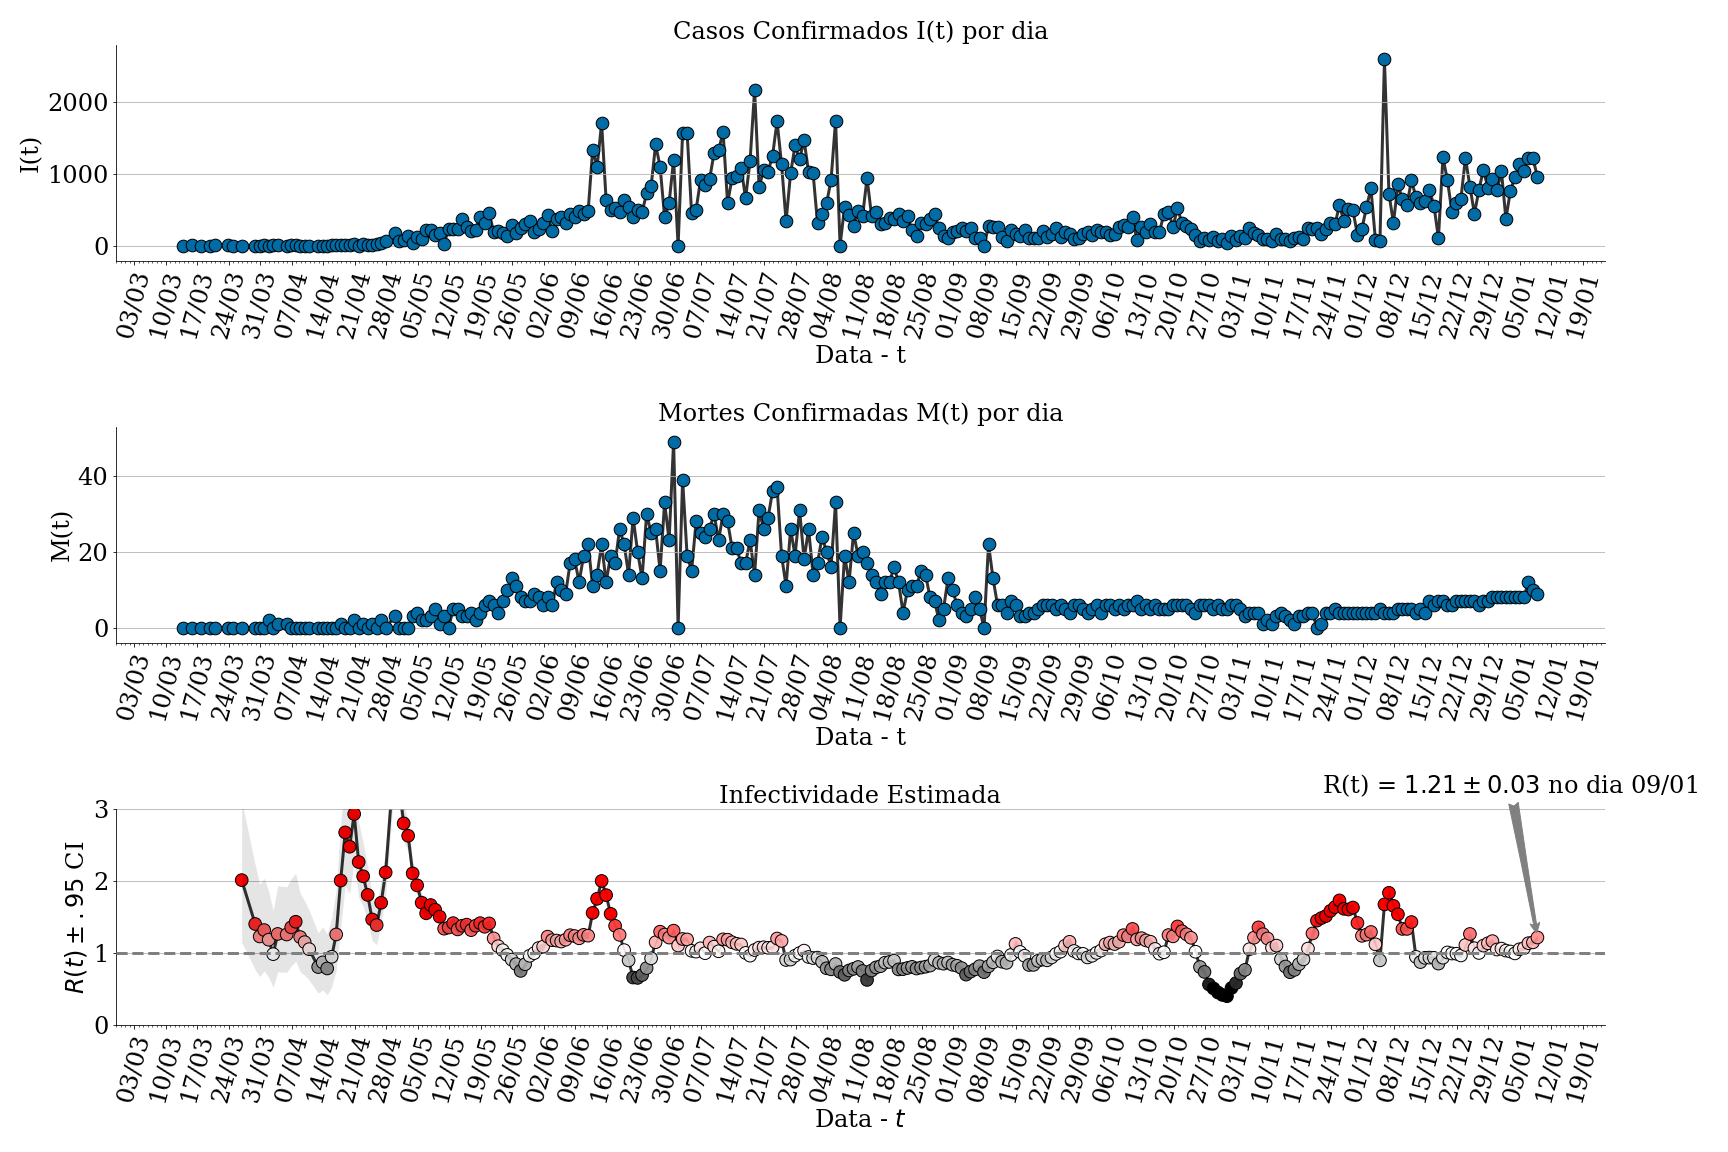 Casos Confirmados I(t) por dia
I(t)
2000
1000
0
03/03 10/03 17/03 24/03 31/03 07/04 14/04 21/04 28/04 05/05 12/05 19/05 26/05 02/06 09/06 16/06 23/06 30/06 07/07 14/07 21/07 28/07 04/08 11/08 18/08 25/08 01/09 08/09 15/09 22/09 29/09 06/10 13/10 20/10 27/10 03/11 10/11 17/11 24/11 01/12 08/12 15/12 22/12 29/12 05/01 12/01 19/01
Data - t
Mortes Confirmadas M(t) por dia
M(t)
40
20
0
03/03 10/03 17/03 24/03 31/03 07/04 14/04 21/04 28/04 05/05 12/05 19/05 26/05 02/06 09/06 16/06 23/06 30/06 07/07 14/07 21/07 28/07 04/08 11/08 18/08 25/08 01/09 08/09 15/09 22/09 29/09 06/10 13/10 20/10 27/10 03/11 10/11 17/11 24/11 01/12 08/12 15/12 22/12 29/12 05/01 12/01 19/01
Data - t
R(t) = 1.21 ± 0.03 no dia 09/01
Infectividade Estimada
R(t) ± .95 CI
3
2
1
0
03/03 10/03 17/03 24/03 31/03 07/04 14/04 21/04 28/04 05/05 12/05 19/05 26/05 02/06 09/06 16/06 23/06 30/06 07/07 14/07 21/07 28/07 04/08 11/08 18/08 25/08 01/09 08/09 15/09 22/09 29/09 06/10 13/10 20/10 27/10 03/11 10/11 17/11 24/11 01/12 08/12 15/12 22/12 29/12 05/01 12/01 19/01
Data - t